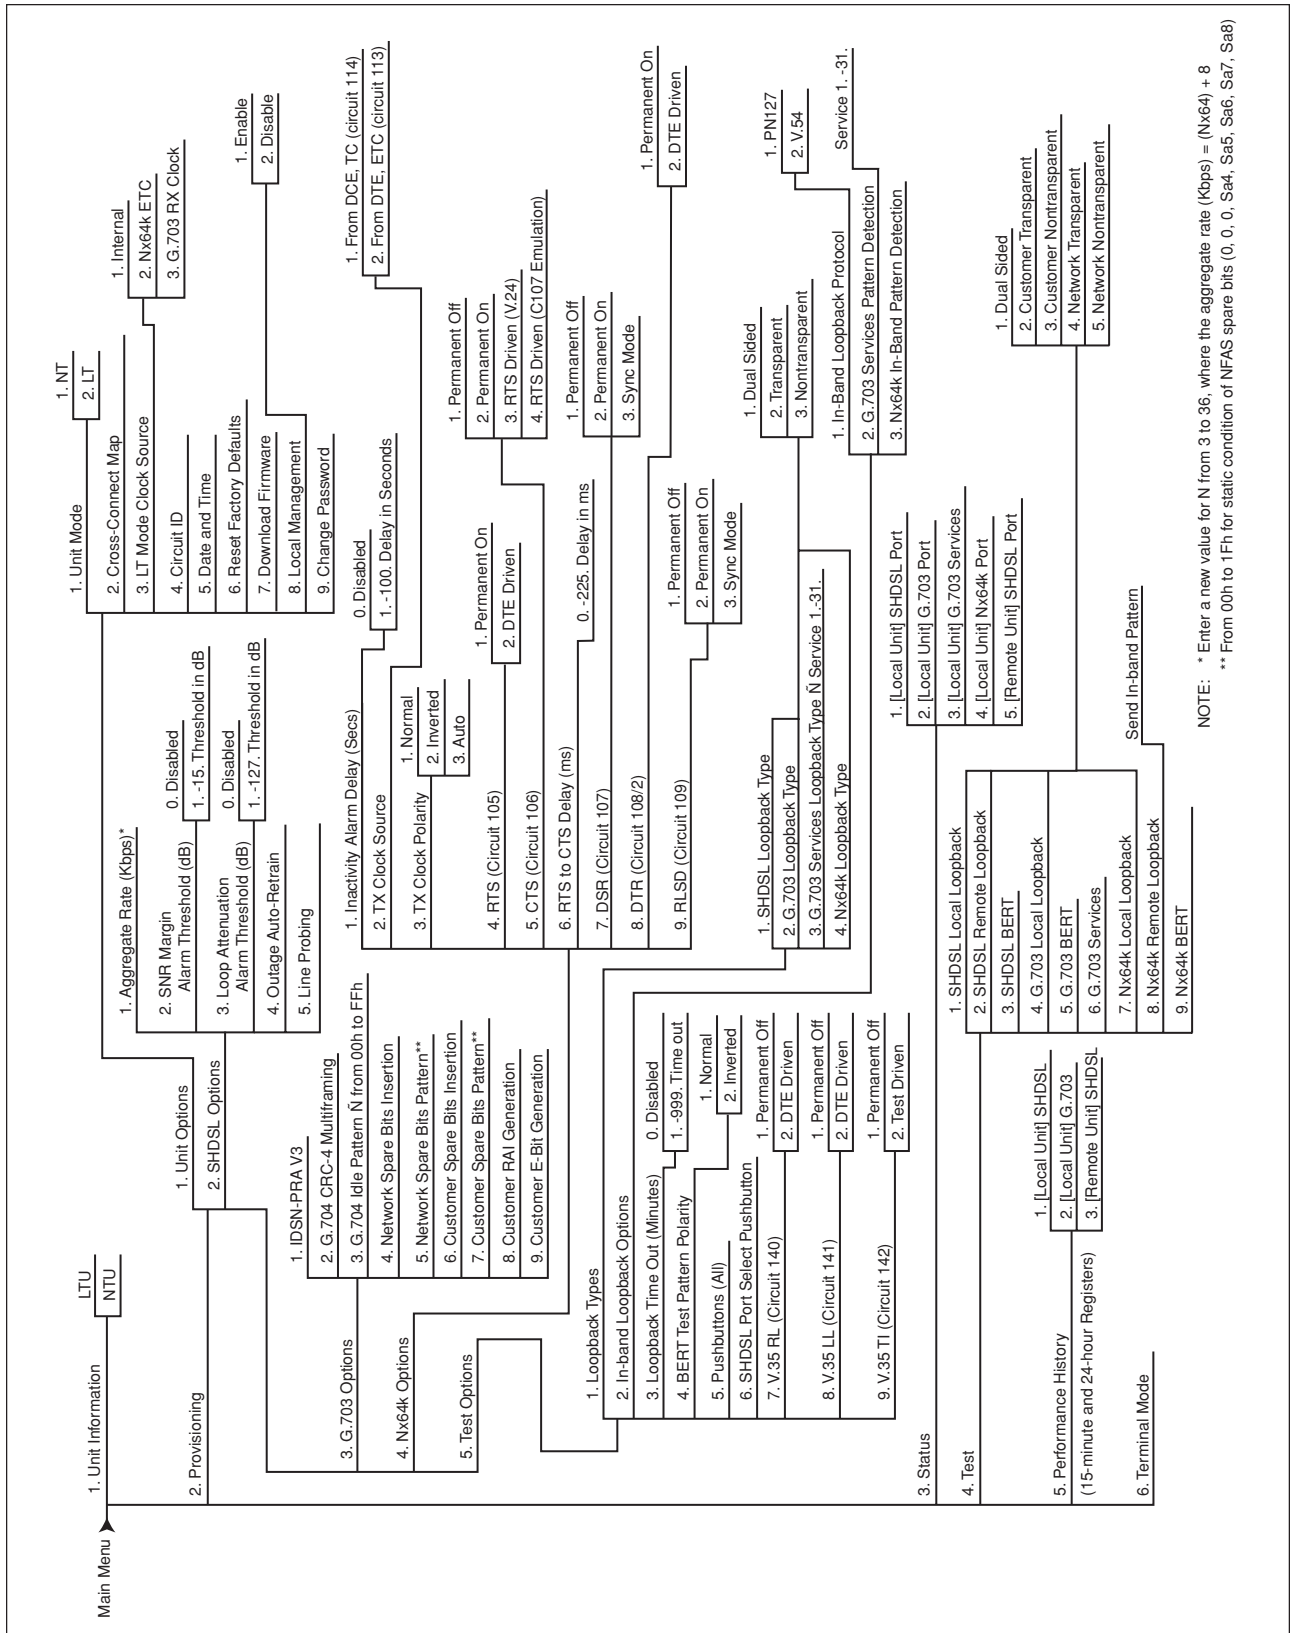 Main Menu
1. Unit Information
LTU
NTU
2. Provisioning
1. Unit Options
1. Unit Mode
1. NT
2. LT
2. Cross-Connect Map
3. LT Mode Clock Source
1. Internal
2. Nx64k ETC
3. G.703 RX Clock
4. Circuit ID
5. Date and Time
6. Reset Factory Defaults
7. Download Firmware
8. Local Management
1. Enable
2. Disable
9. Change Password
2. SHDSL Options
1. Aggregate Rate (Kbps)*
2. SNR Margin
Alarm Threshold (dB)
0. Disabled
1. -15. Threshold in dB
3. Loop Attenuation
Alarm Threshold (dB)
0. Disabled
1. -127. Threshold in dB
4. Outage Auto-Retrain
5. Line Probing
3. G.703 Options
1. IDSN-PRA V3
2. G.704 CRC-4 Multiframing
3. G.704 Idle Pattern Ñ from 00h to FFh
4. Network Spare Bits Insertion
5. Network Spare Bits Pattern**
6. Customer Spare Bits Insertion
7. Customer Spare Bits Pattern**
8. Customer RAI Generation
9. Customer E-Bit Generation
4. Nx64k Options
1. Inactivity Alarm Delay (Secs)
0. Disabled
1. -100. Delay in Seconds
2. TX Clock Source
1. From DCE, TC (circuit 114)
2. From DTE, ETC (circuit 113)
3. TX Clock Polarity
1. Normal
2. Inverted
3. Auto
4. RTS (Circuit 105)
1. Permanent On
2. DTE Driven
5. CTS (Circuit 106)
1. Permanent Off
2. Permanent On
3. RTS Driven (V.24)
4. RTS Driven (C107 Emulation)
6. RTS to CTS Delay (ms)
0. -225. Delay in ms
7. DSR (Circuit 107)
1. Permanent Off
2. Permanent On
3. Sync Mode
8. DTR (Circuit 108/2)
1. Permanent On
2. DTE Driven
9. RLSD (Circuit 109)
1. Permanent Off
2. Permanent On
3. Sync Mode
5. Test Options
1. Loopback Types
1. SHDSL Loopback Type
2. G.703 Loopback Type
3. G.703 Services Loopback Type Ñ Service 1.-31.
4. Nx64k Loopback Type
1. Dual Sided
2. Transparent
3. Nontransparent
2. In-band Loopback Options
1. In-Band Loopback Protocol
1. PN127
2. V.54
2. G.703 Services Pattern Detection
Service 1. -31.
3. Nx64k In-Band Pattern Detection
3. Loopback Time Out (Minutes)
0. Disabled
1. -999. Time out
4. BERT Test Pattern Polarity
1. Normal
2. Inverted
5. Pushbuttons (All)
6. SHDSL Port Select Pushbutton
7. V.35 RL (Circuit 140)
1. Permanent Off
2. DTE Driven
8. V.35 LL (Circuit 141)
1. Permanent Off
2. DTE Driven
9. V.35 TI (Circuit 142)
1. Permanent Off
2. Test Driven
3. Status
1. [Local Unit] SHDSL Port
2. [Local Unit] G.703 Port
3. [Local Unit] G.703 Services
4. [Local Unit] Nx64k Port
5. [Remote Unit] SHDSL Port
4. Test
1. SHDSL Local Loopback
2. SHDSL Remote Loopback
3. SHDSL BERT
4. G.703 Local Loopback
5. G.703 BERT
6. G.703 Services
7. Nx64k Local Loopback
8. Nx64k Remote Loopback
9. Nx64k BERT
Send In-band Pattern
1. Dual Sided
2. Customer Transparent
3. Customer Nontransparent
4. Network Transparent
5. Network Nontransparent
5. Performance History
(15-minute and 24-hour Registers)
1. [Local Unit] SHDSL
2. [Local Unit] G.703
3. [Remote Unit] SHDSL
6. Terminal Mode
NOTE: * Enter a new value for N from 3 to 36, where the aggregate rate (Kbps) = (Nx64) + 8
** From 00h to 1Fh for static condition of NFAS spare bits (0, 0, 0, Sa4, Sa5, Sa6, Sa7, Sa8)